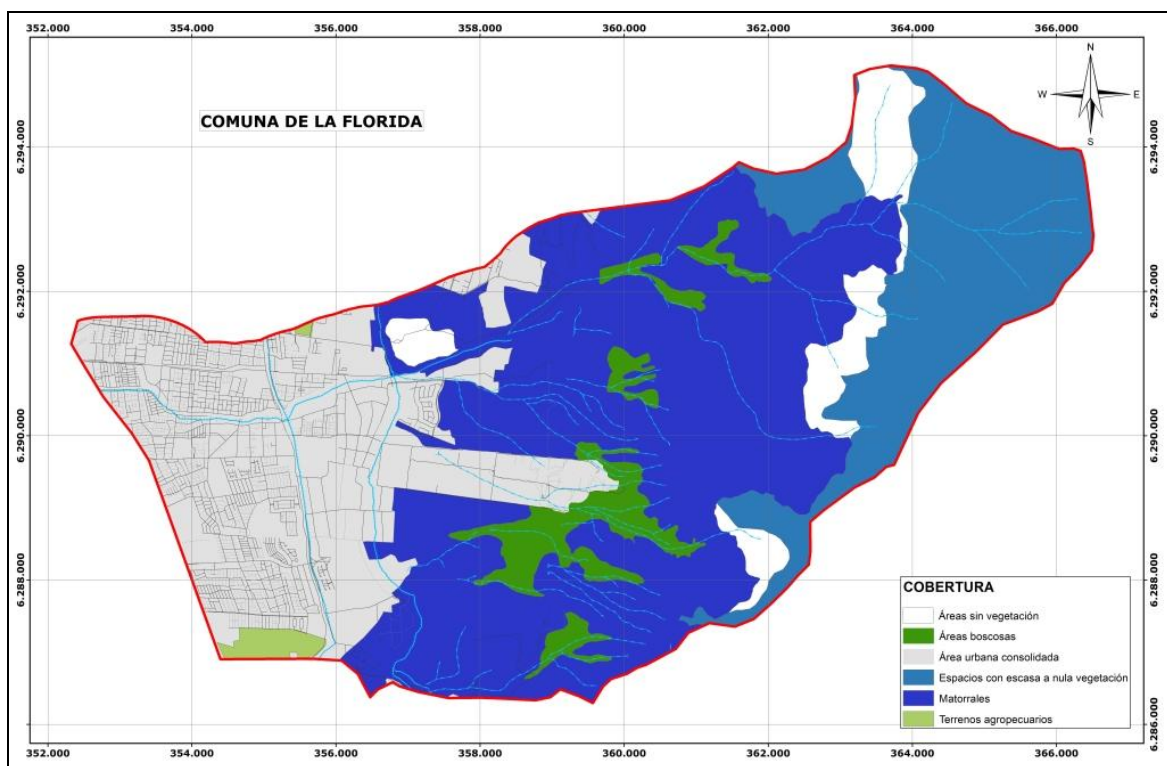 352.000 354.000 356.000 358.000 360.000 362.000 364.000 366.000
N
W E
S
COMUNA DE LA FLORIDA
6.294.000 6.294.000
6.292.000 6.292.000
6.290.000 6.290.000
6.288.000 6.288.000
6.286.000 6.286.000
COBERTURA
Áreas sin vegetación
Áreas boscosas
Área urbana consolidada
Espacios con escasa a nula vegetación
Matorrales
Terrenos agropecuarios
352.000 354.000 356.000 358.000 360.000 362.000 364.000 366.000